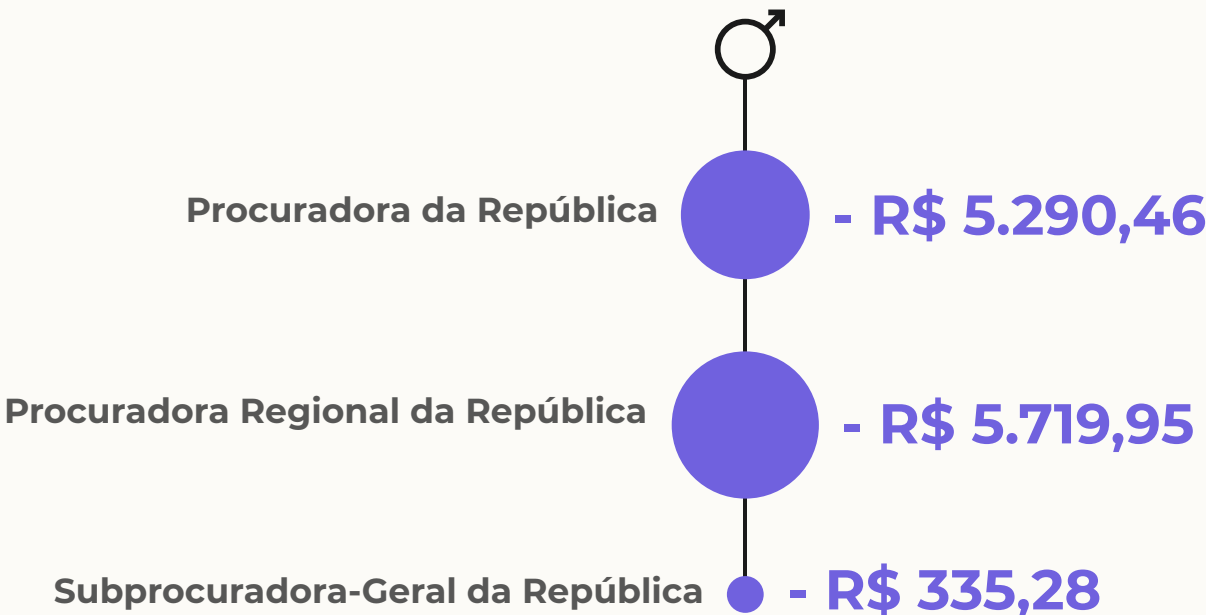 Procuradora da República - R$ 5.290,46
Procuradora Regional da República - R$ 5.719,95
Subprocuradora-Geral da República - R$ 335,28